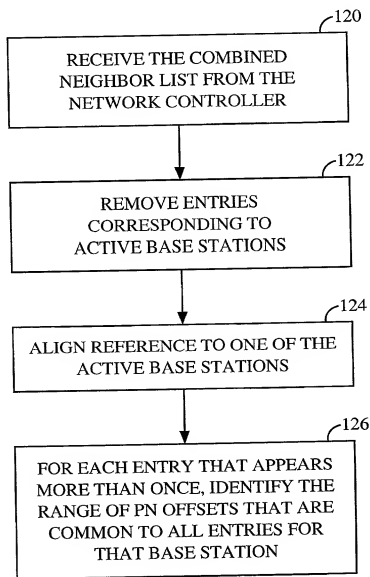 120
RECEIVE THE COMBINED
NEIGHBOR LIST FROM THE
NETWORK CONTROLLER
122
REMOVE ENTRIES
CORRESPONDING TO
ACTIVE BASE STATIONS
124
ALIGN REFERENCE TO ONE OF THE
ACTIVE BASE STATIONS
126
FOR EACH ENTRY THAT APPEARS
MORE THAN ONCE, IDENTIFY THE
RANGE OF PN OFFSETS THAT ARE
COMMON TO ALL ENTRIES FOR
THAT BASE STATION